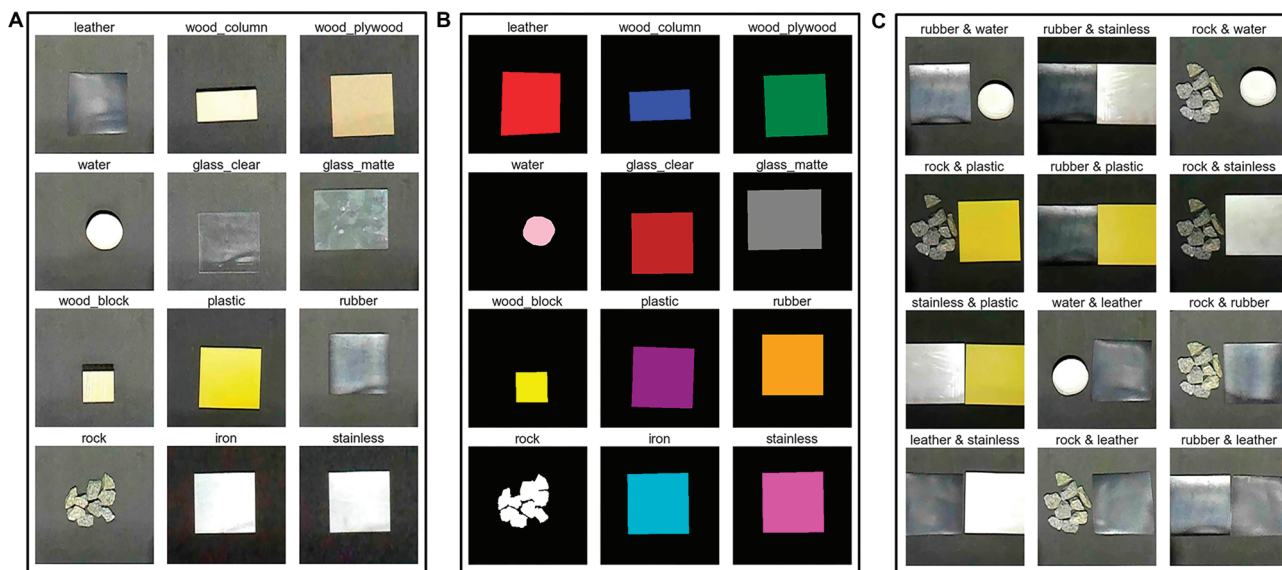 A
leather wood_column wood_plywood
water glass_clear glass_matte
wood_block plastic rubber
rock iron stainless
B
leather wood_column wood_plywood
water glass_clear glass_matte
wood_block plastic rubber
rock iron stainless
C
rubber & water rubber & stainless rock & water
rock & plastic rubber & plastic rock & stainless
stainless & plastic water & leather rock & rubber
leather & stainless rock & leather rubber & leather